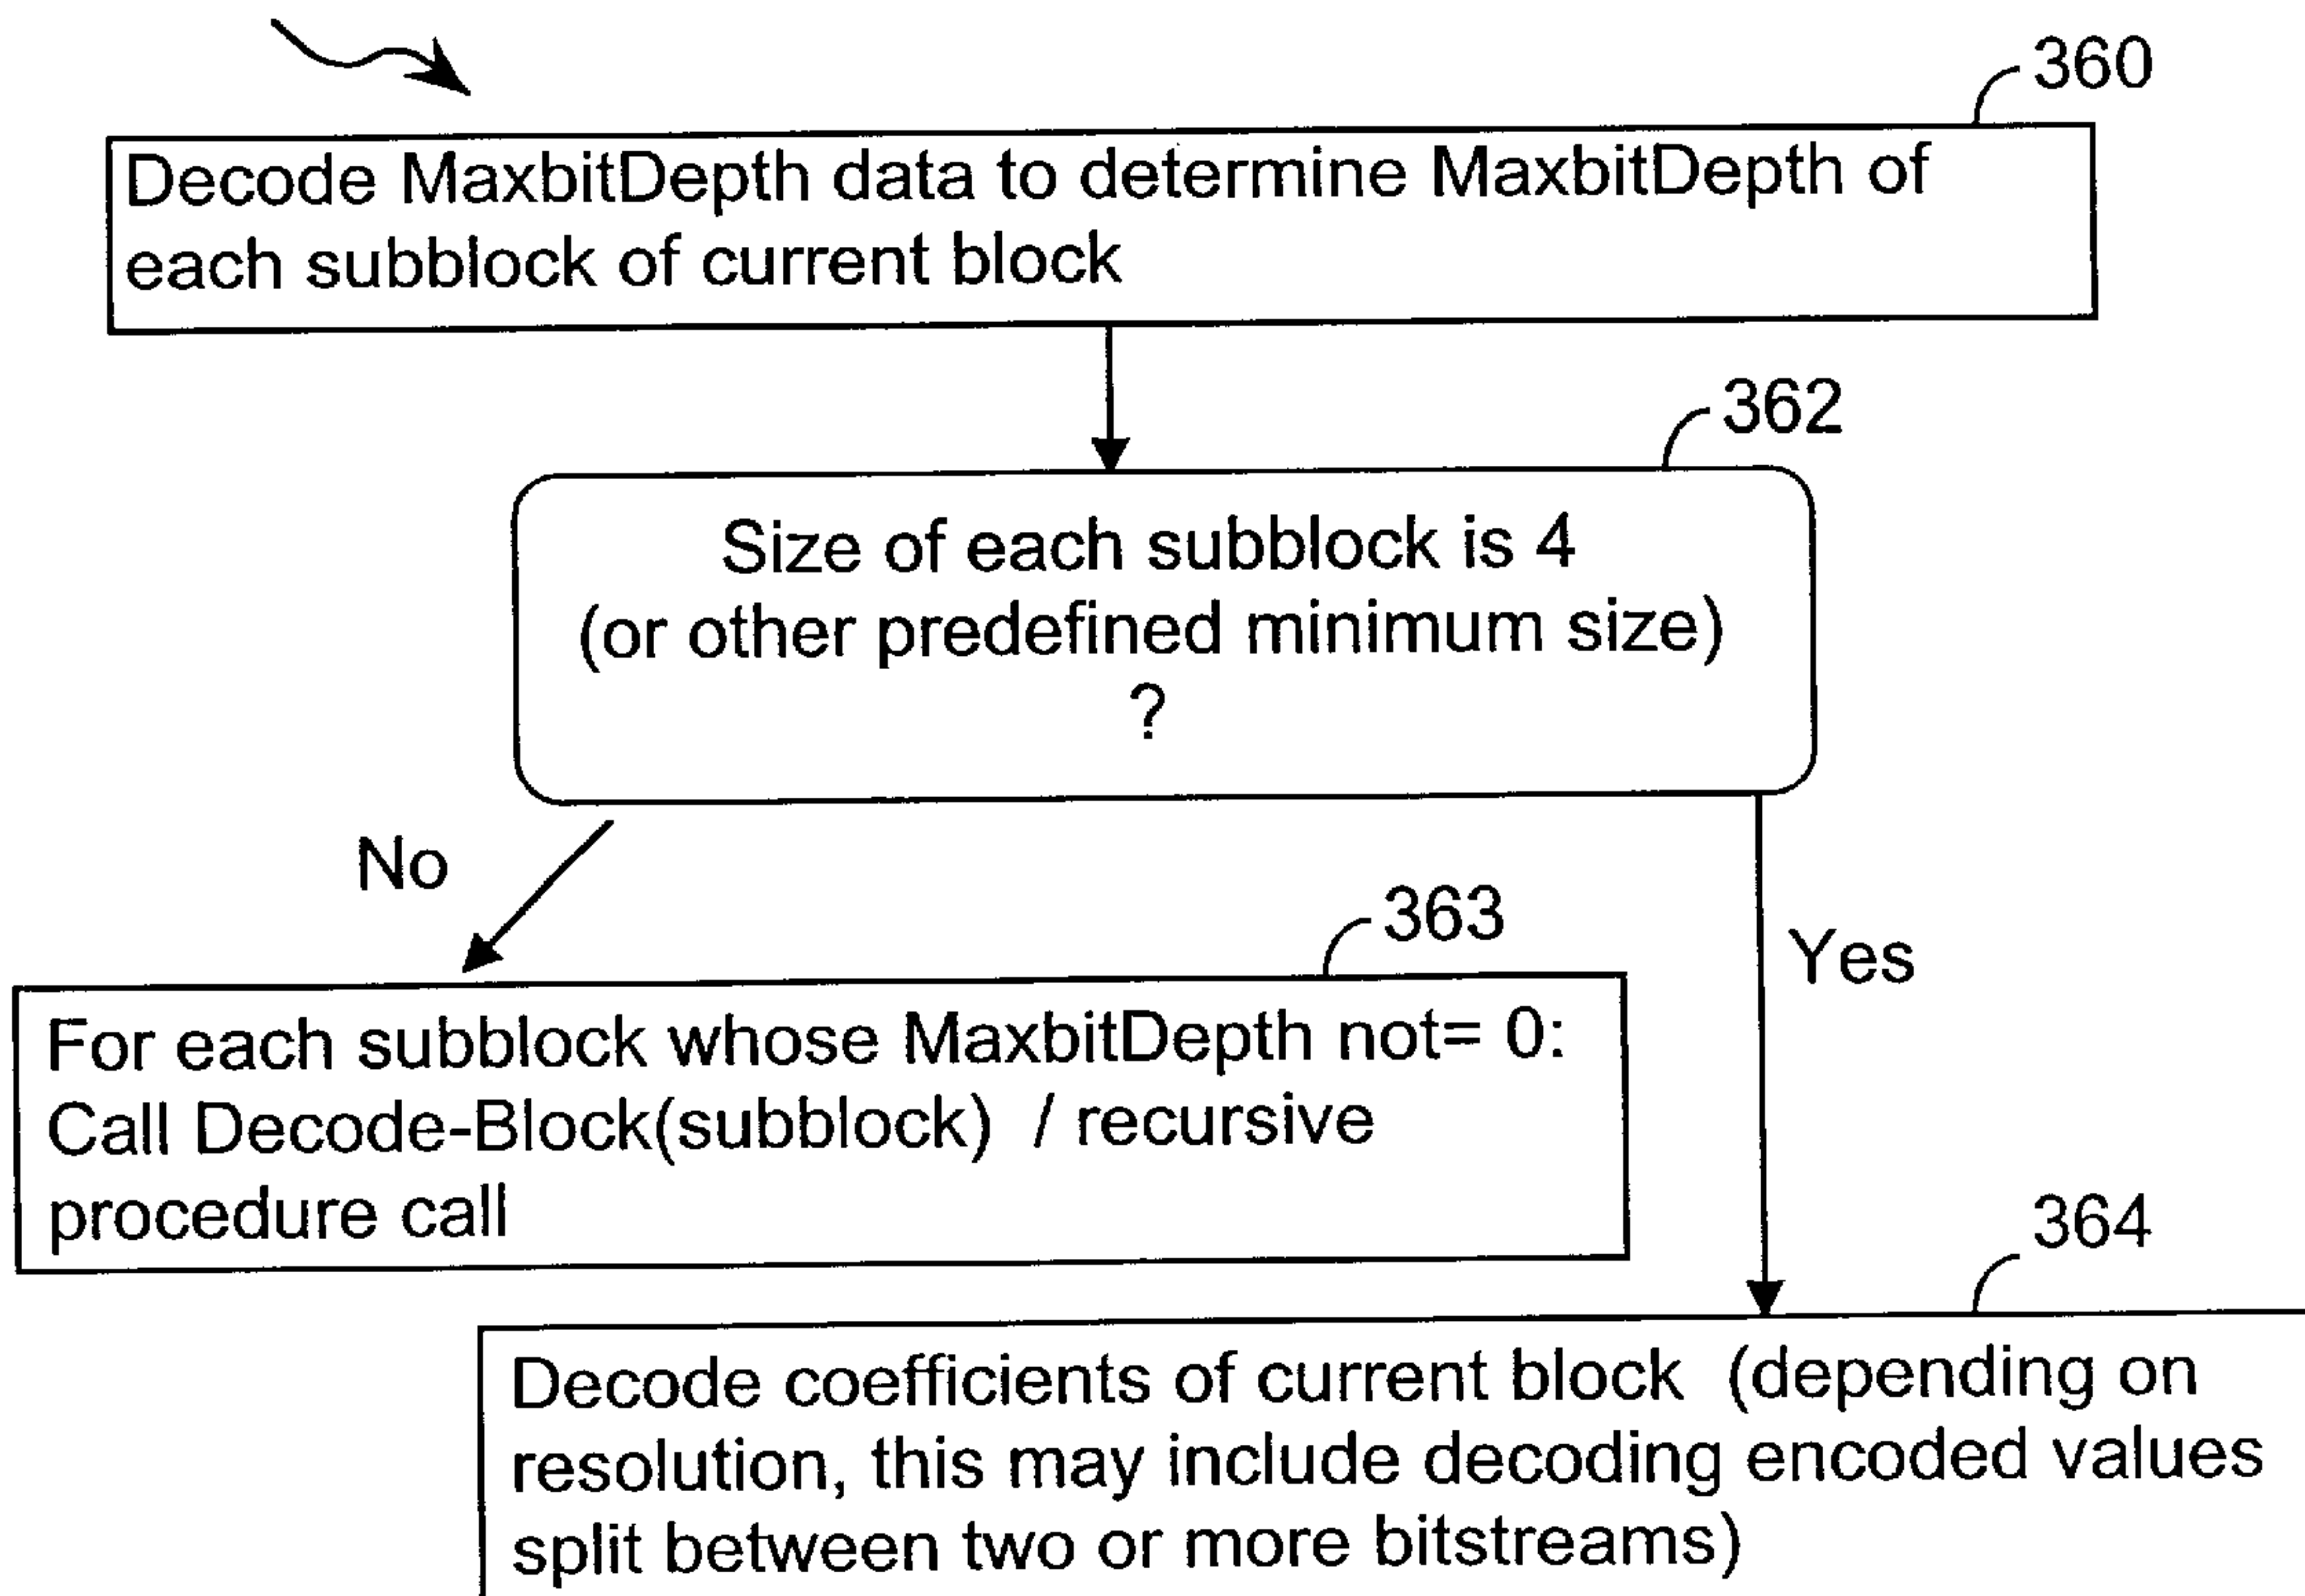 360
Decode MaxbitDepth data to determine MaxbitDepth of
each subblock of current block
362
Size of each subblock is 4
(or other predefined minimum size)
?
No
363
Yes
For each subblock whose MaxbitDepth not= 0:
Call Decode-Block(subblock) / recursive
procedure call
364
Decode coefficients of current block (depending on
resolution, this may include decoding encoded values
split between two or more bitstreams)